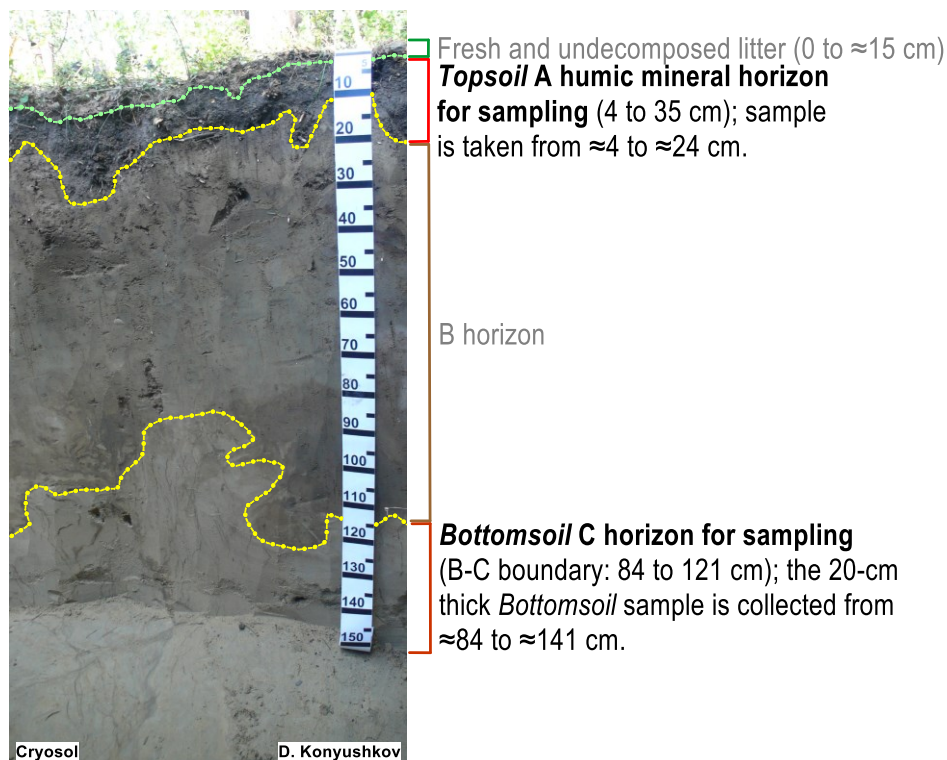 Fresh and undecomposed litter (0 to ≈15 cm)
Topsoil A humic mineral horizon
for sampling (4 to 35 cm); sample
is taken from ≈4 to ≈24 cm.
B horizon
Bottomsoil C horizon for sampling
(B-C boundary: 84 to 121 cm); the 20-cm
thick Bottomsoil sample is collected from
≈84 to ≈141 cm.
5
10
20
30
40
50
60
70
80
90
100
110
120
130
140
150
Cryosol
D. Konyushkov